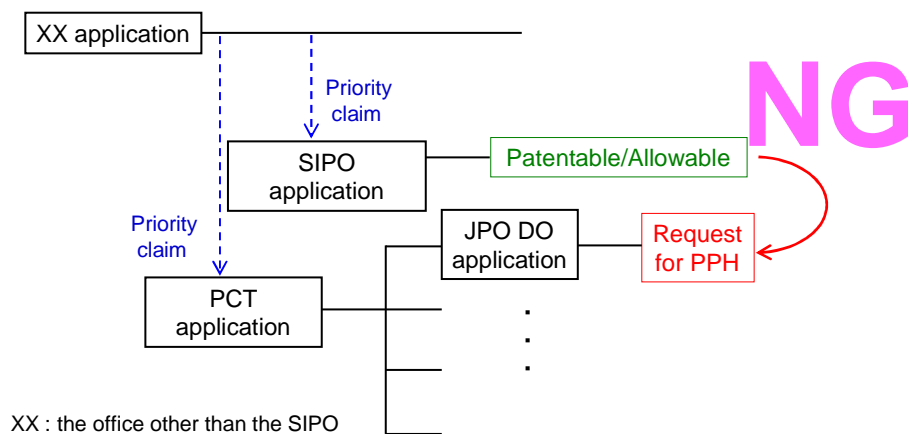 XX application
NG
Priority
claim
SIPO
application
Patentable/Allowable
Priority
claim
JPO DO
application
Request
for PPH
PCT
application
.
.
.
XX : the office other than the SIPO